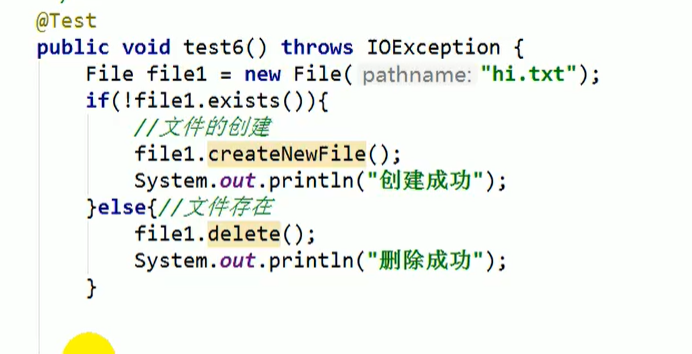 @Test
public void test6() throws IOException {
File file1 = new File( pathname: "hi.txt");
if(!file1.exists()){
//文件的创建
file1.createNewFile();
System.out.println("创建成功");
}else{//文件存在
file1.delete();
System.out.println("删除成功");
}